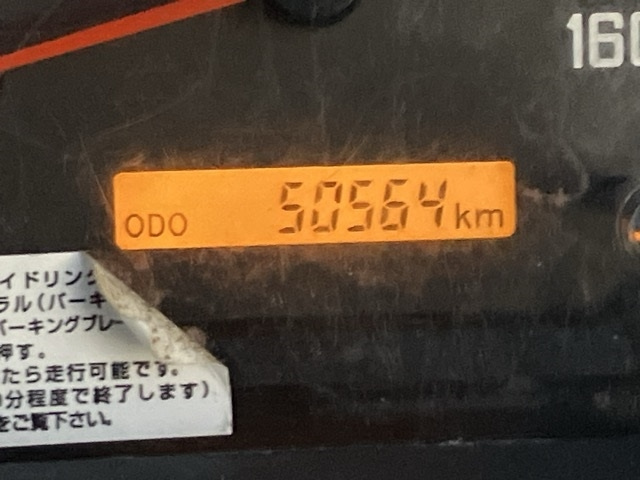 160
ODO 50564 km
イドリング
ラル(パーキ
パーキングブレー
押す。
たら走行可能です。
分程度で終了します)
をご覧下さい。